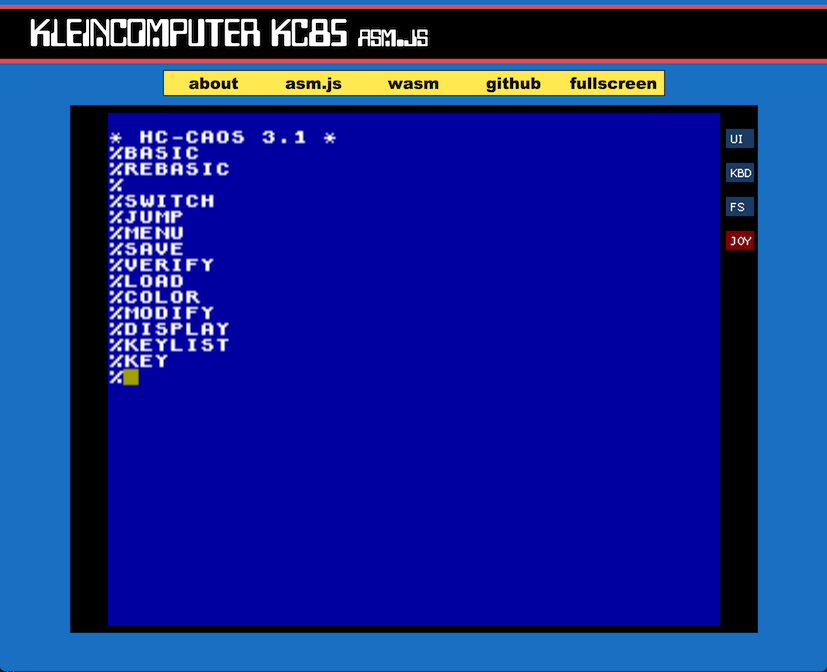 KLEINCOMPUTER KC85 ASM.JS
about asm.js wasm github fullscreen
* HC-CAOS 3.1 *
%BASIC
%REBASIC
%
%SWITCH
%JUMP
%MENU
%SAVE
%VERIFY
%LOAD
%COLOR
%MODIFY
%DISPLAY
%KEYLIST
%KEY
%
UI
KBD
FS
JOY